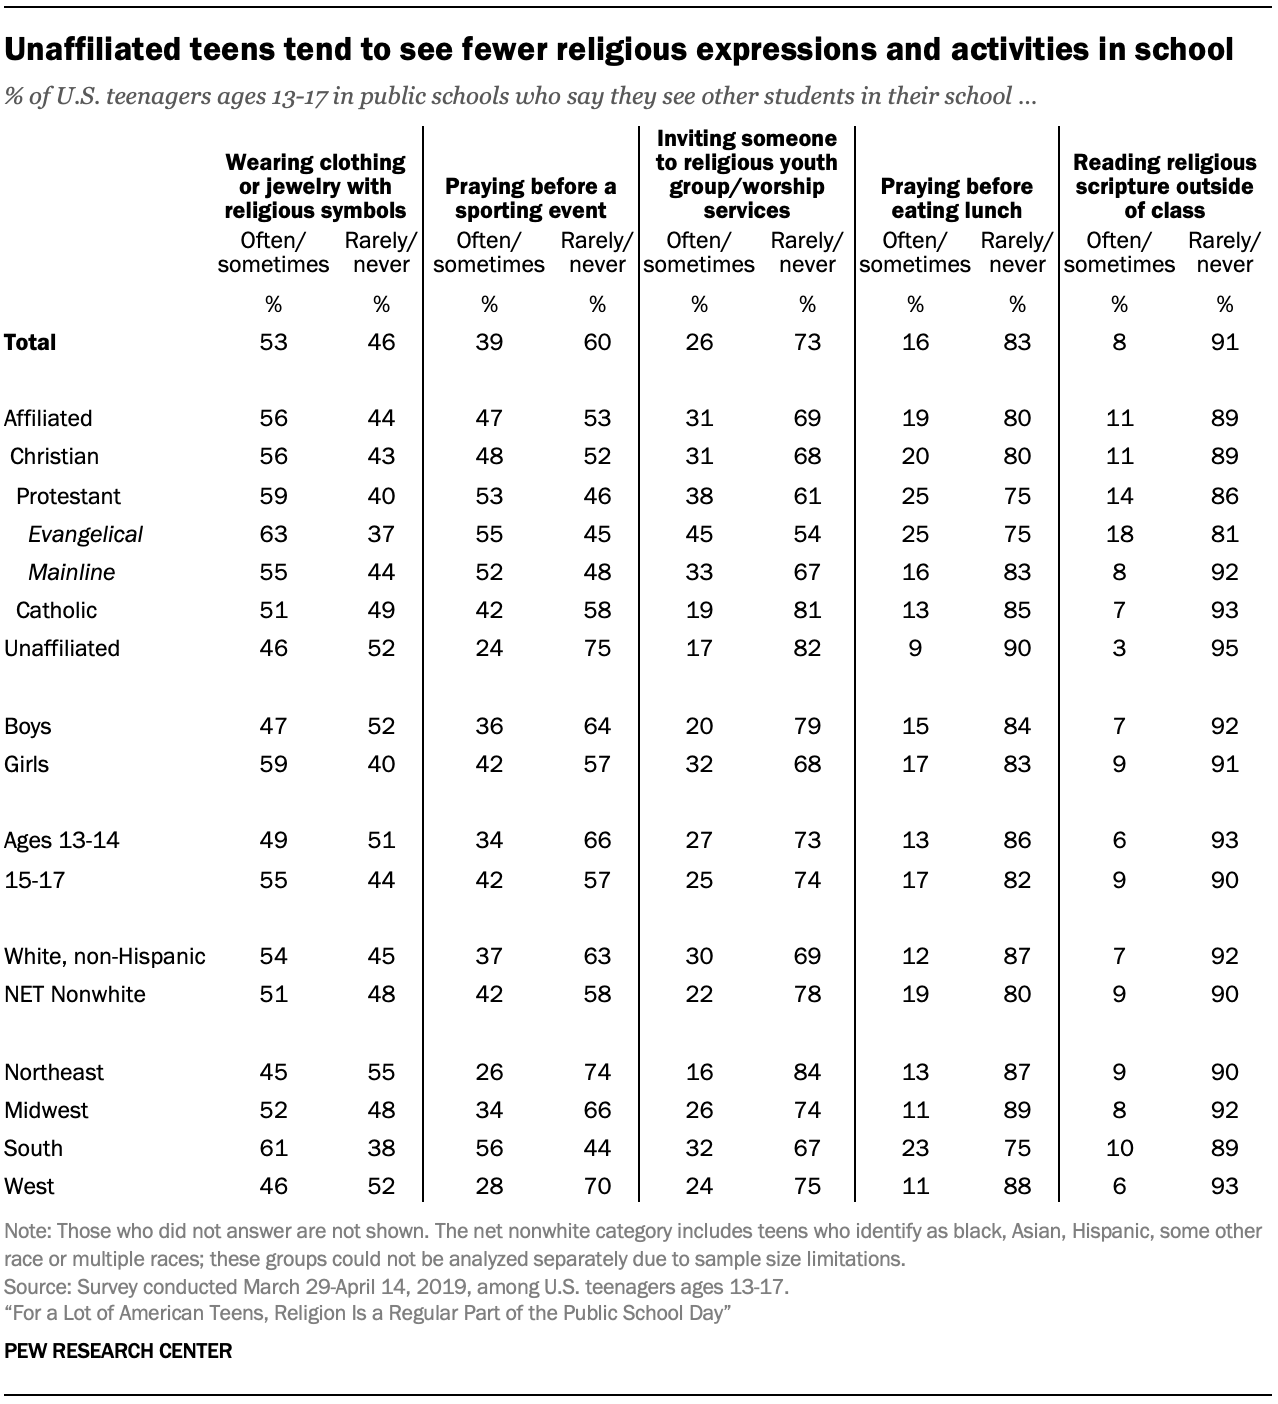 Unaffiliated teens tend to see fewer religious expressions and activities in school
% of U.S. teenagers ages 13-17 in public schools who say they see other students in their school ...
Wearing clothing or jewelry with religious symbols | Praying before a sporting event | Inviting someone to religious youth group/worship services | Praying before eating lunch | Reading religious scripture outside of class
Often/sometimes Rarely/never Often/sometimes Rarely/never Often/sometimes Rarely/never Often/sometimes Rarely/never Often/sometimes Rarely/never
% % % % % % % % % %
Total 53 46 39 60 26 73 16 83 8 91
Affiliated 56 44 47 53 31 69 19 80 11 89
Christian 56 43 48 52 31 68 20 80 11 89
Protestant 59 40 53 46 38 61 25 75 14 86
Evangelical 63 37 55 45 45 54 25 75 18 81
Mainline 55 44 52 48 33 67 16 83 8 92
Catholic 51 49 42 58 19 81 13 85 7 93
Unaffiliated 46 52 24 75 17 82 9 90 3 95
Boys 47 52 36 64 20 79 15 84 7 92
Girls 59 40 42 57 32 68 17 83 9 91
Ages 13-14 49 51 34 66 27 73 13 86 6 93
15-17 55 44 42 57 25 74 17 82 9 90
White, non-Hispanic 54 45 37 63 30 69 12 87 7 92
NET Nonwhite 51 48 42 58 22 78 19 80 9 90
Northeast 45 55 26 74 16 84 13 87 9 90
Midwest 52 48 34 66 26 74 11 89 8 92
South 61 38 56 44 32 67 23 75 10 89
West 46 52 28 70 24 75 11 88 6 93
Note: Those who did not answer are not shown. The net nonwhite category includes teens who identify as black, Asian, Hispanic, some other
race or multiple races; these groups could not be analyzed separately due to sample size limitations.
Source: Survey conducted March 29-April 14, 2019, among U.S. teenagers ages 13-17.
“For a Lot of American Teens, Religion Is a Regular Part of the Public School Day”
PEW RESEARCH CENTER